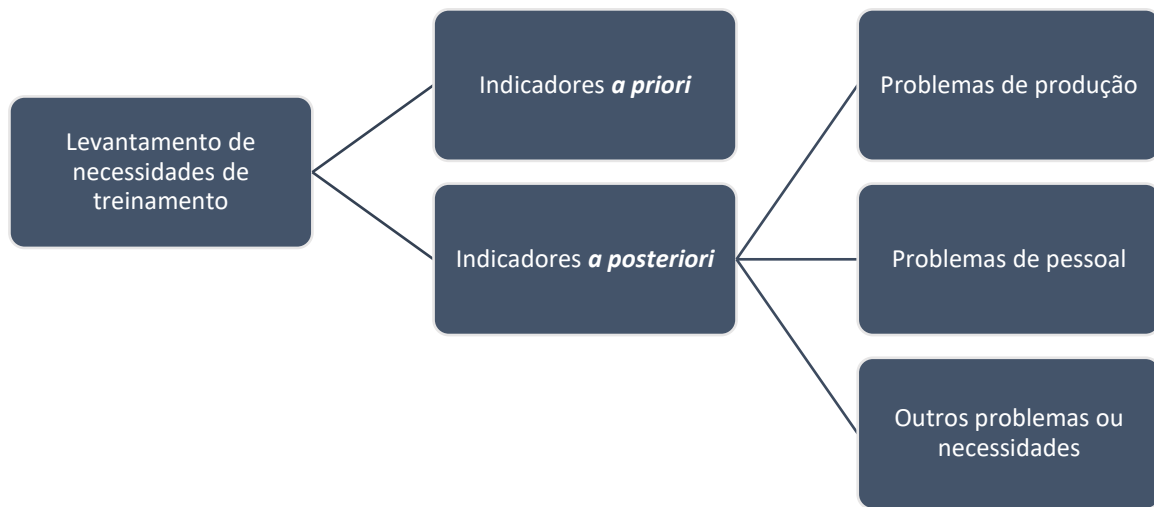 Levantamento de
necessidades de
treinamento
Indicadores a priori
Indicadores a posteriori
Problemas de produção
Problemas de pessoal
Outros problemas ou
necessidades